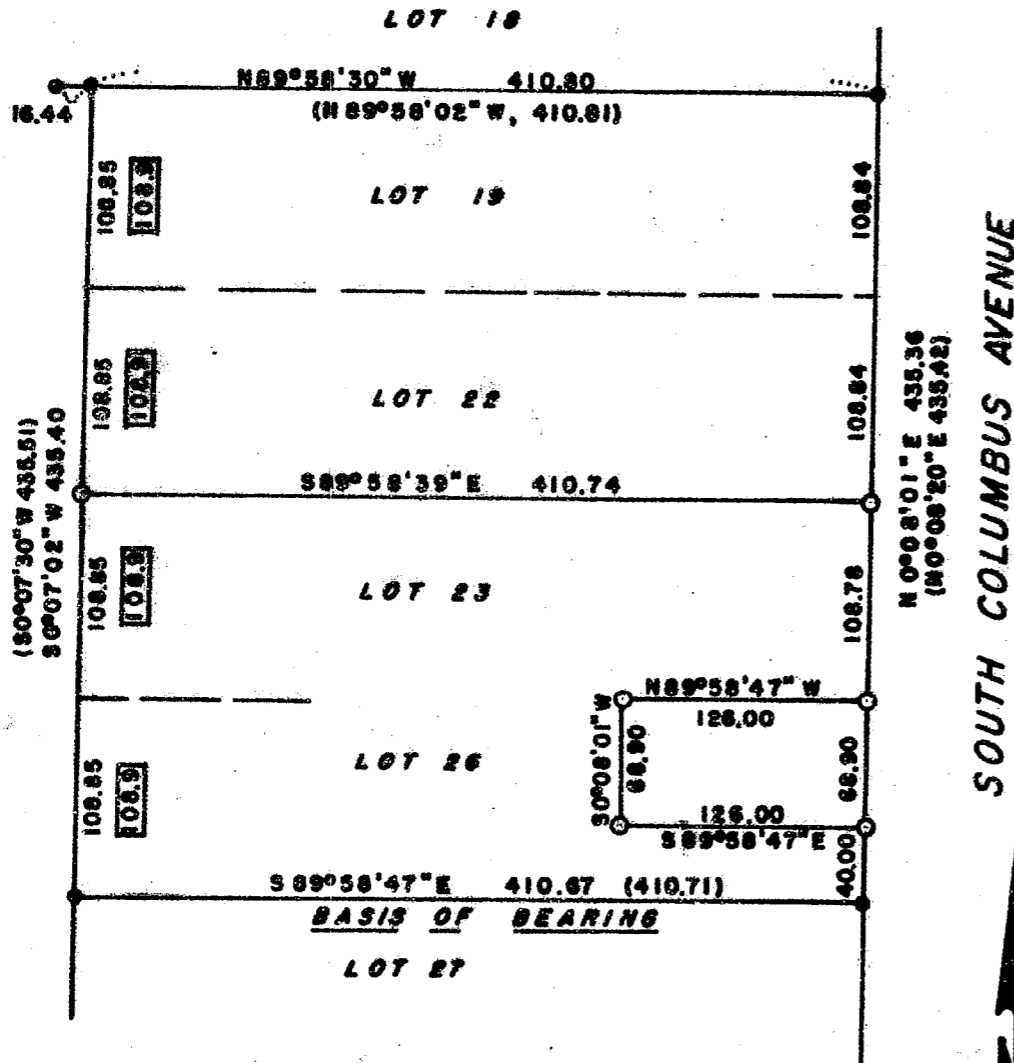 LOT 18
N89°58'30"W 410.80
(N89°58'02"W, 410.81)
16.44
108.85
108.9
LOT 19
108.84
108.85
108.9
LOT 22
108.84
SOUTH COLUMBUS AVENUE
N 0°08'01"E 435.36
(N0°08'20"E 435.42)
(S0°07'30"W 435.51)
S0°07'02"W 435.40
S89°58'39"E 410.74
108.85
108.9
LOT 23
108.78
N89°58'47"W
126.00
S0°08'01"W
68.90
68.90
LOT 26
108.85
108.9
126.00
S89°58'47"E
40.00
S89°58'47"E 410.67 (410.71)
BASIS OF BEARING
LOT 27